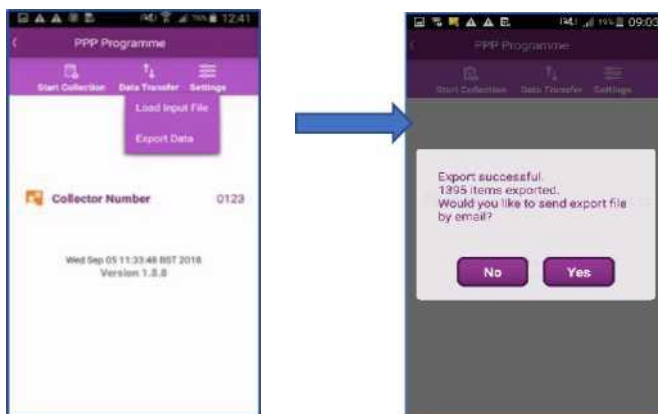 12:41
PPP Programme
Start Collection Data Transfer Settings
Load Input File
Export Data
Collector Number 0123
Wed Sep 05 11:33:48 BST 2018
Version 1.8.8
09:03
PPP Programme
Start Collection Data Transfer Settings
Export successful.
1395 items exported.
Would you like to send export file
by email?
No Yes